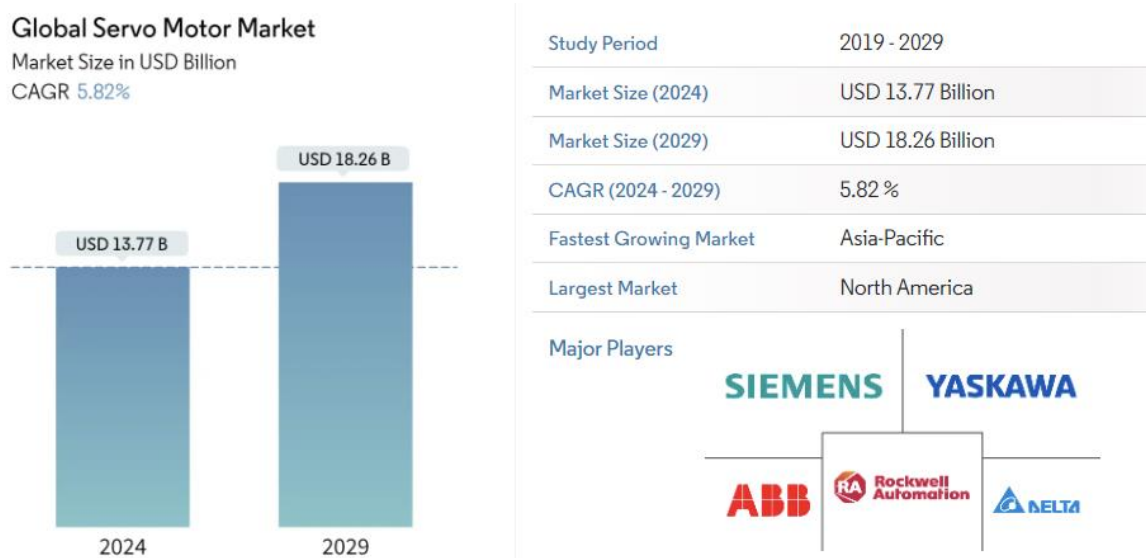 Global Servo Motor Market
Market Size in USD Billion
CAGR 5.82%
USD 18.26 B
USD 13.77 B
2024
2029
Study Period 2019 - 2029
Market Size (2024) USD 13.77 Billion
Market Size (2029) USD 18.26 Billion
CAGR (2024 - 2029) 5.82 %
Fastest Growing Market Asia-Pacific
Largest Market North America
Major Players
SIEMENS
YASKAWA
ABB
RA Rockwell
Automation
DELTA